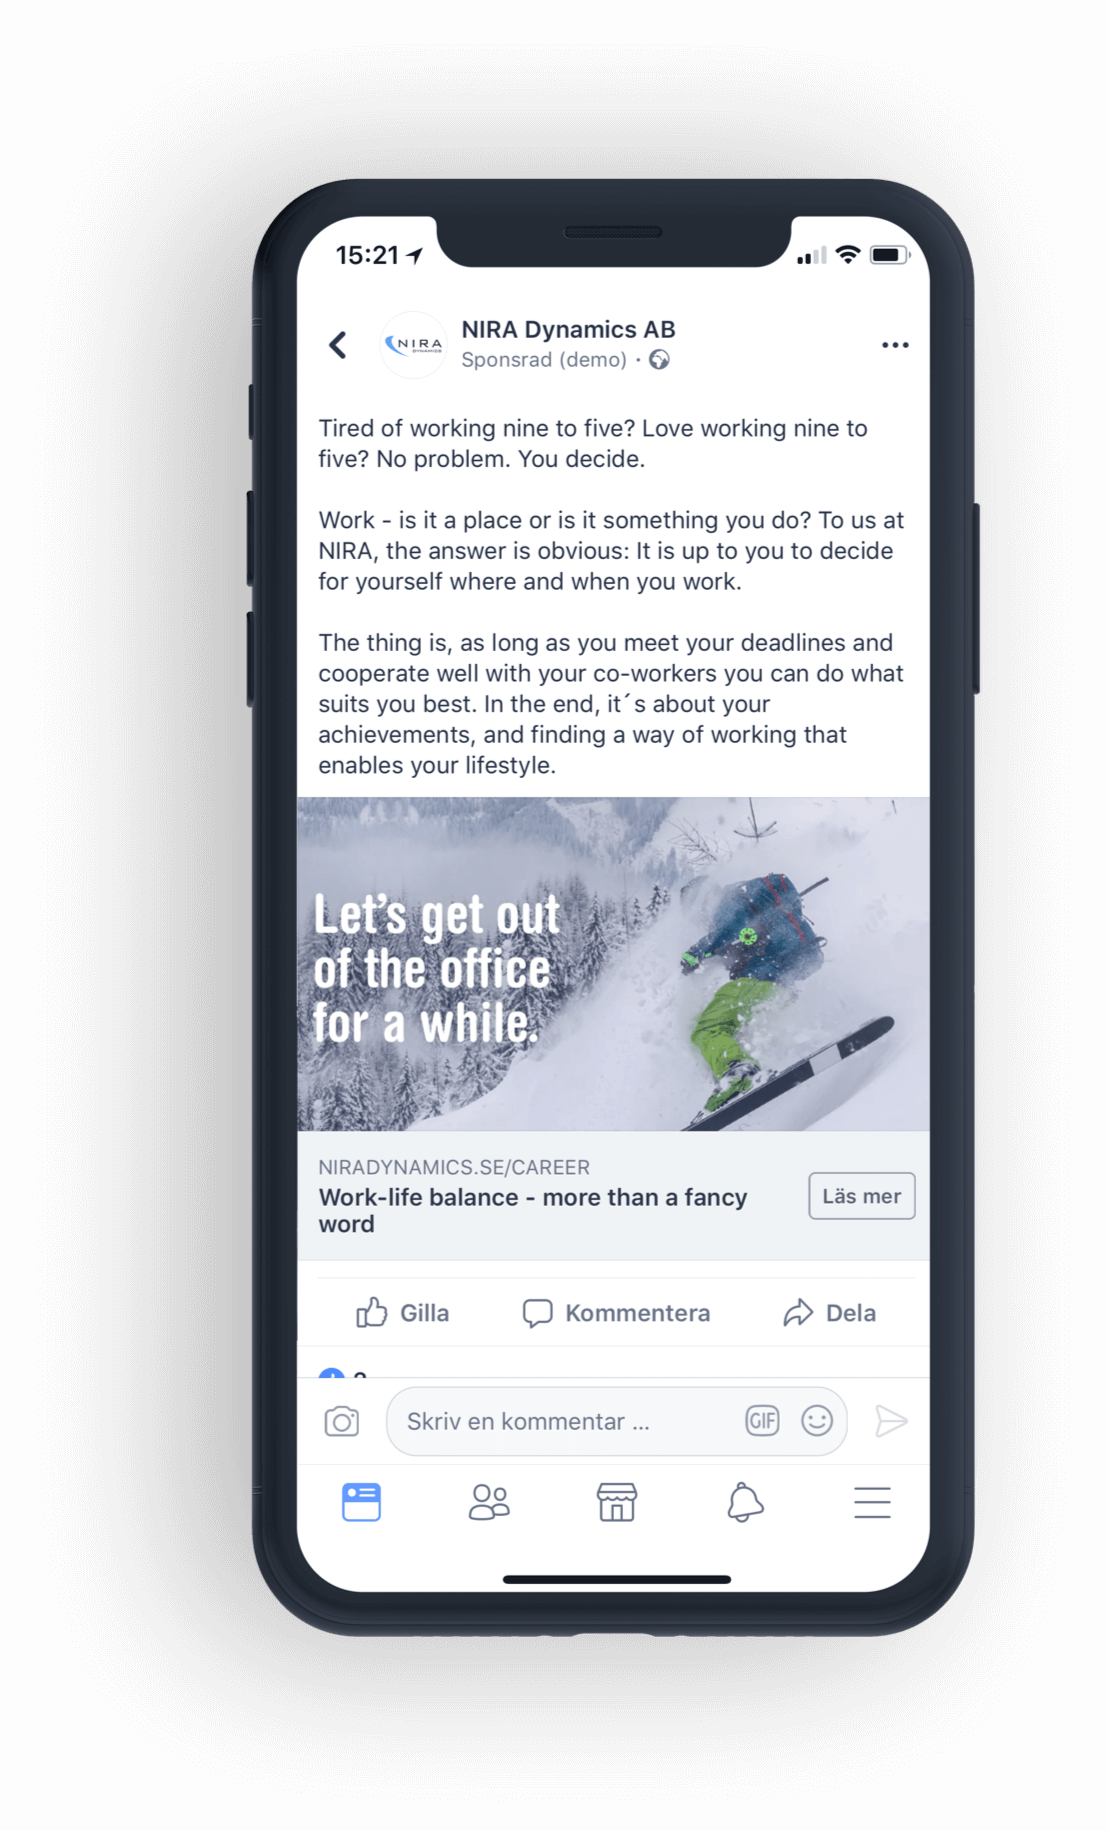 15:21
NIRA
DYNAMICS
NIRA Dynamics AB
Sponsrad (demo) ·
Tired of working nine to five? Love working nine to
five? No problem. You decide.
Work - is it a place or is it something you do? To us at
NIRA, the answer is obvious: It is up to you to decide
for yourself where and when you work.
The thing is, as long as you meet your deadlines and
cooperate well with your co-workers you can do what
suits you best. In the end, it´s about your
achievements, and finding a way of working that
enables your lifestyle.
Let's get out
of the office
for a while.
NIRADYNAMICS.SE/CAREER
Work-life balance - more than a fancy
word
Läs mer
Gilla
Kommentera
Dela
Skriv en kommentar ...
GIF